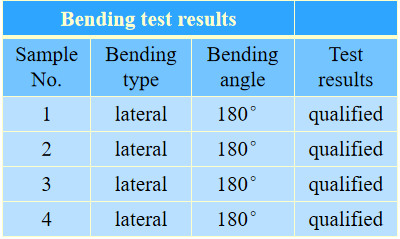 Bending test results
Sample No. Bending type Bending angle Test results
1 lateral 180° qualified
2 lateral 180° qualified
3 lateral 180° qualified
4 lateral 180° qualified